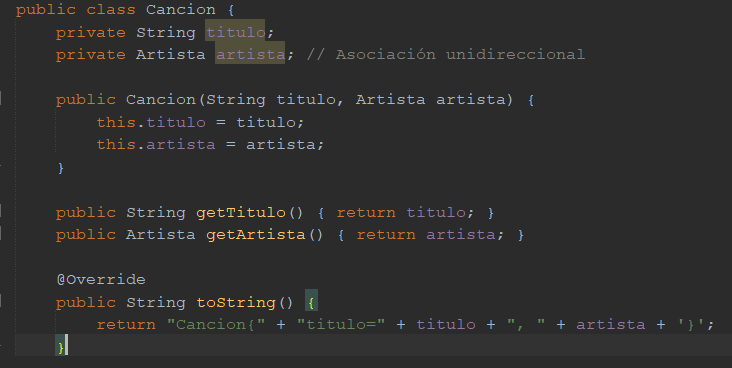 public class Cancion {
    private String titulo;
    private Artista artista; // Asociación unidireccional

    public Cancion(String titulo, Artista artista) {
        this.titulo = titulo;
        this.artista = artista;
    }

    public String getTitulo() { return titulo; }
    public Artista getArtista() { return artista; }

    @Override
    public String toString() {
        return "Cancion{" + "titulo=" + titulo + ", " + artista + '}';
    }